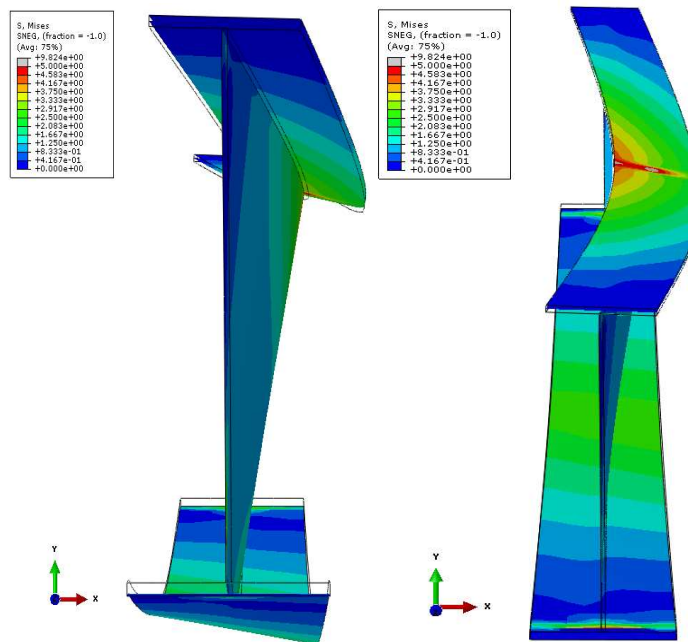 S, Mises
SNEG, (fraction = -1.0)
(Avg: 75%)
+9.824e+00
+5.000e+00
+4.583e+00
+4.167e+00
+3.750e+00
+3.333e+00
+2.917e+00
+2.500e+00
+2.083e+00
+1.667e+00
+1.250e+00
+8.333e-01
+4.167e-01
+0.000e+00
Y
X
S, Mises
SNEG, (fraction = -1.0)
(Avg: 75%)
+9.824e+00
+5.000e+00
+4.583e+00
+4.167e+00
+3.750e+00
+3.333e+00
+2.917e+00
+2.500e+00
+2.083e+00
+1.667e+00
+1.250e+00
+8.333e-01
+4.167e-01
+0.000e+00
Y
X